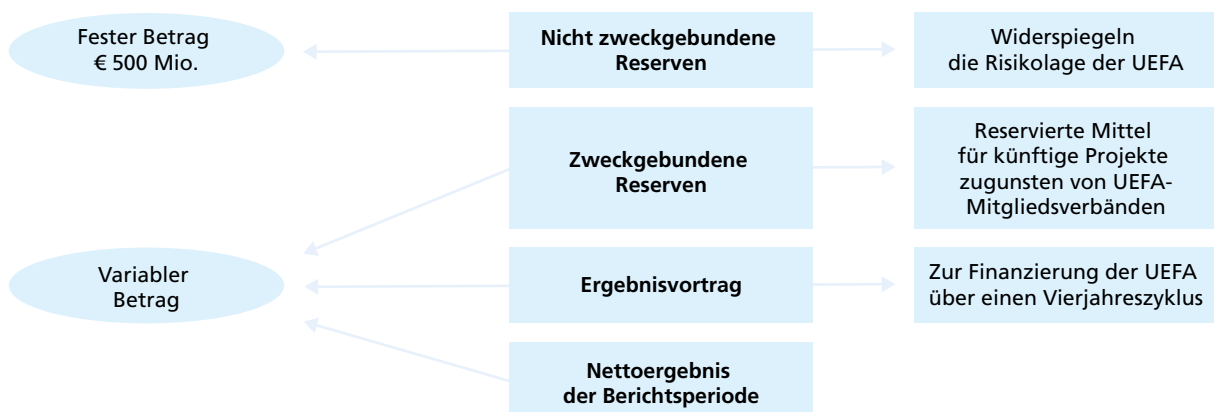 Fester Betrag
€ 500 Mio.
Nicht zweckgebundene
Reserven
Widerspiegeln
die Risikolage der UEFA
Zweckgebundene
Reserven
Reservierte Mittel
für künftige Projekte
zugunsten von UEFA-
Mitgliedsverbänden
Variabler
Betrag
Ergebnisvortrag
Zur Finanzierung der UEFA
über einen Vierjahreszyklus
Nettoergebnis
der Berichtsperiode